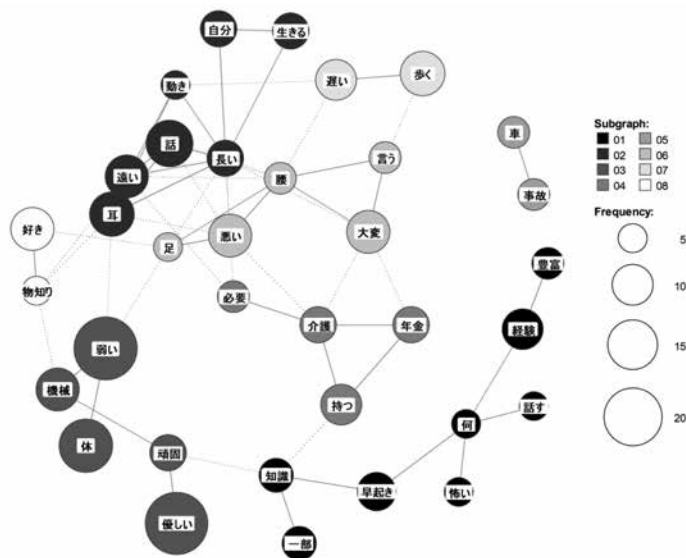 自分
生きる
動き
遅い
歩く
話
長い
言う
遠い
腰
耳
好き
足
悪い
大変
物知り
必要
介護
年金
弱い
機械
持つ
体
頑固
知識
優しい
一部
早起き
何
話す
怖い
経験
豊富
車
事故
Subgraph:
01 05
02 06
03 07
04 08
Frequency:
5
10
15
20